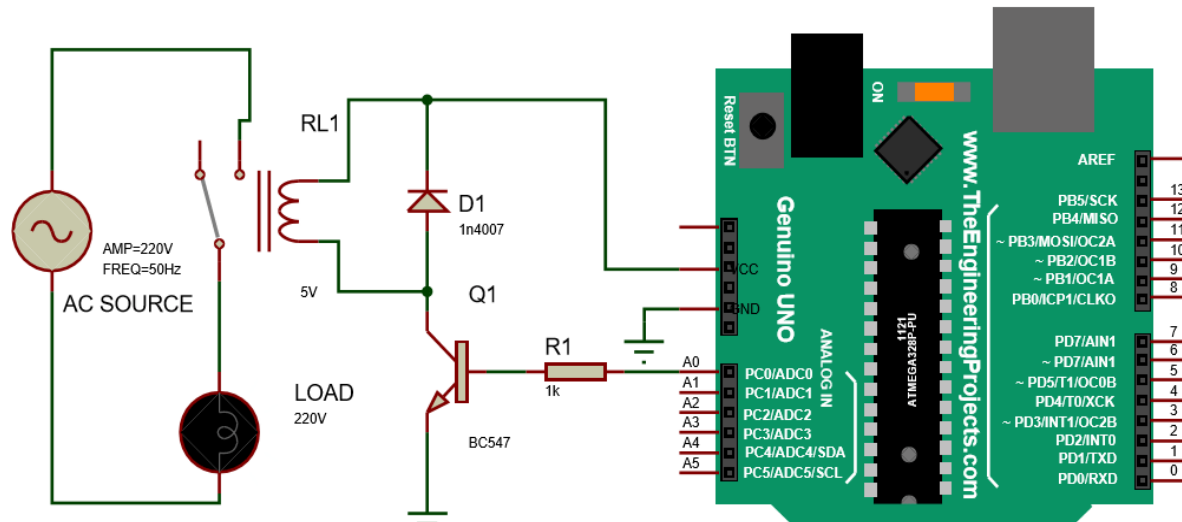 RL1
AMP=220V
FREQ=50Hz
AC SOURCE
5V
D1
1n4007
Q1
BC547
R1
1k
LOAD
220V
Reset BTN
ON
Genuino UNO
www.TheEngineeringProjects.com
VCC
GND
ANALOG IN
1121
ATMEGA328P-PU
A0
A1
A2
A3
A4
A5
PC0/ADC0
PC1/ADC1
PC2/ADC2
PC3/ADC3
PC4/ADC4/SDA
PC5/ADC5/SCL
AREF
PB5/SCK
PB4/MISO
~ PB3/MOSI/OC2A
~ PB2/OC1B
~ PB1/OC1A
PB0/ICP1/CLKO
PD7/AIN1
~ PD7/AIN1
~ PD5/T1/OC0B
PD4/T0/XCK
~ PD3/INT1/OC2B
PD2/INT0
PD1/TXD
PD0/RXD
13
12
11
10
9
8
7
6
5
4
3
2
1
0